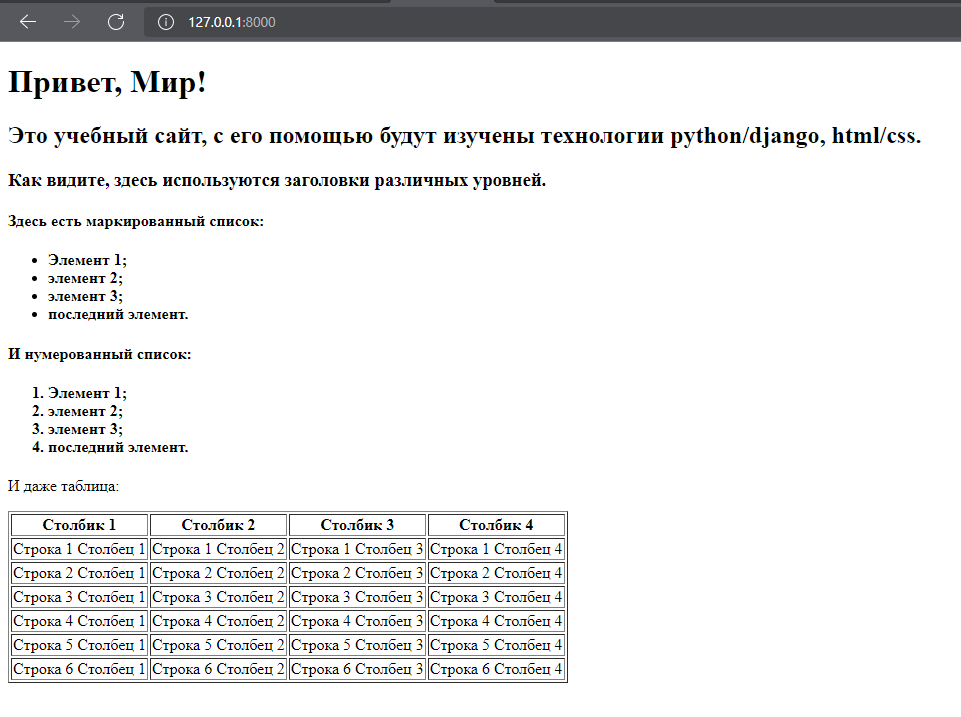 127.0.0.1:8000
Привет, Мир!
Это учебный сайт, с его помощью будут изучены технологии python/django, html/css.
Как видите, здесь используются заголовки различных уровней.
Здесь есть маркированный список:
• Элемент 1;
• элемент 2;
• элемент 3;
• последний элемент.
И нумерованный список:
1. Элемент 1;
2. элемент 2;
3. элемент 3;
4. последний элемент.
И даже таблица:
Столбик 1 Столбик 2 Столбик 3 Столбик 4
Строка 1 Столбец 1 Строка 1 Столбец 2 Строка 1 Столбец 3 Строка 1 Столбец 4
Строка 2 Столбец 1 Строка 2 Столбец 2 Строка 2 Столбец 3 Строка 2 Столбец 4
Строка 3 Столбец 1 Строка 3 Столбец 2 Строка 3 Столбец 3 Строка 3 Столбец 4
Строка 4 Столбец 1 Строка 4 Столбец 2 Строка 4 Столбец 3 Строка 4 Столбец 4
Строка 5 Столбец 1 Строка 5 Столбец 2 Строка 5 Столбец 3 Строка 5 Столбец 4
Строка 6 Столбец 1 Строка 6 Столбец 2 Строка 6 Столбец 3 Строка 6 Столбец 4